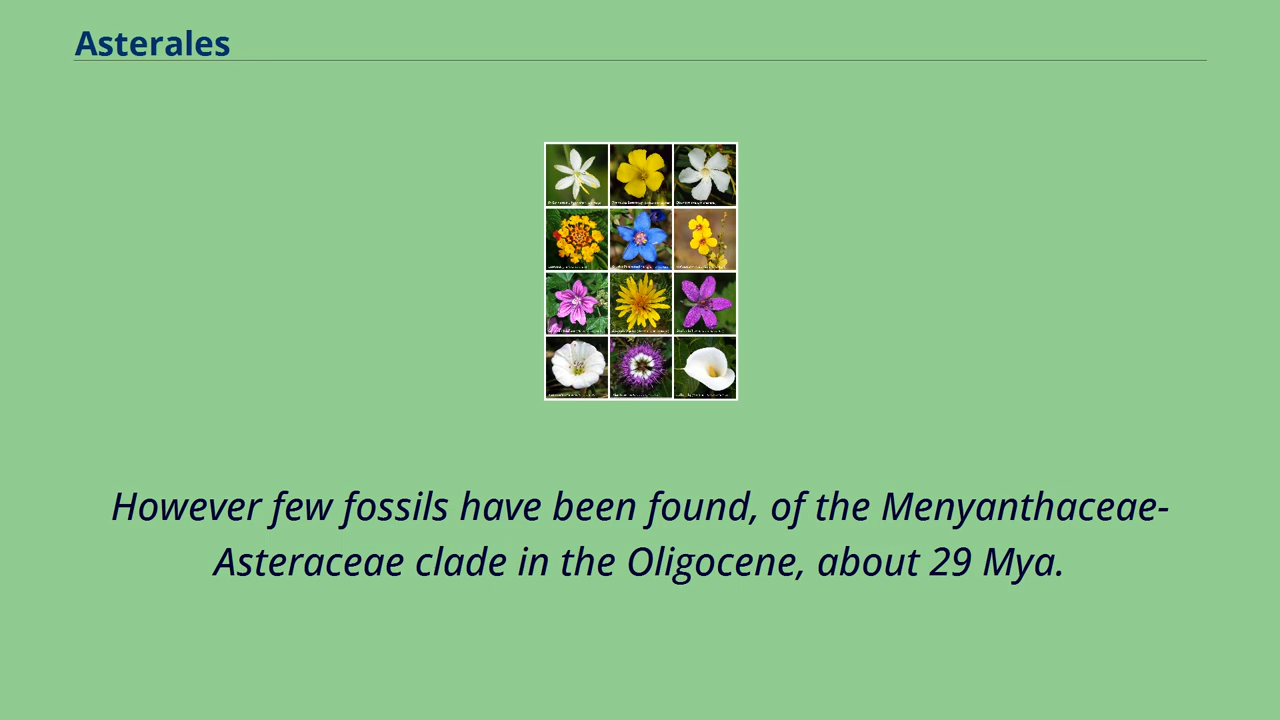 Asterales
However few fossils have been found, of the Menyanthaceae-
Asteraceae clade in the Oligocene, about 29 Mya.